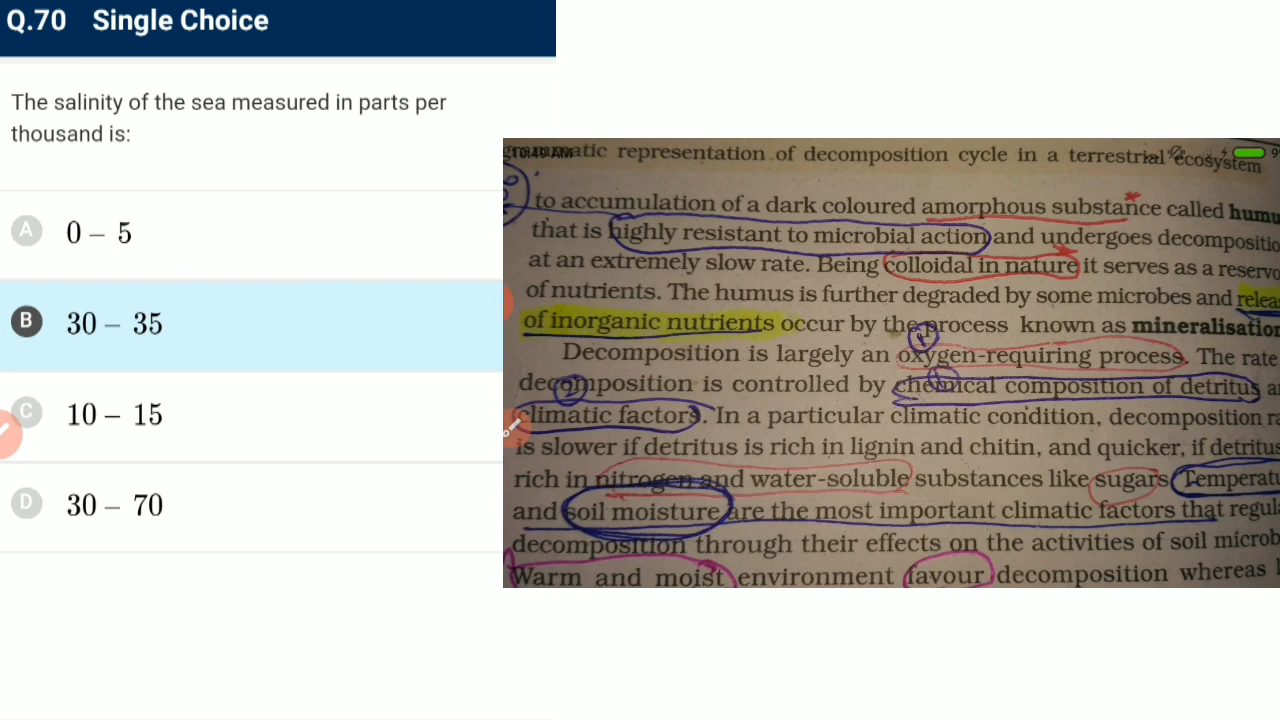 Q.70 Single Choice
The salinity of the sea measured in parts per
thousand is:
A 0 – 5
B 30 – 35
C 10 – 15
D 30 – 70
representation of decomposition cycle in a terrestrial ecosystem
to accumulation of a dark coloured amorphous substance called
that is highly resistant to microbial action and undergoes
at an extremely slow rate. Being colloidal in nature it serves as a
of nutrients. The humus is further degraded by some microbes and
of inorganic nutrients occur by the process known as
Decomposition is largely an oxygen-requiring process. The rate
decomposition is controlled by chemical composition of detritus
climatic factors. In a particular climatic condition, decomposition
is slower if detritus is rich in lignin and chitin, and quicker, if detritus
rich in nitrogen and water-soluble substances like sugars.
and soil moisture are the most important climatic factors that
decomposition through their effects on the activities of soil
Warm and moist environment favour decomposition whereas